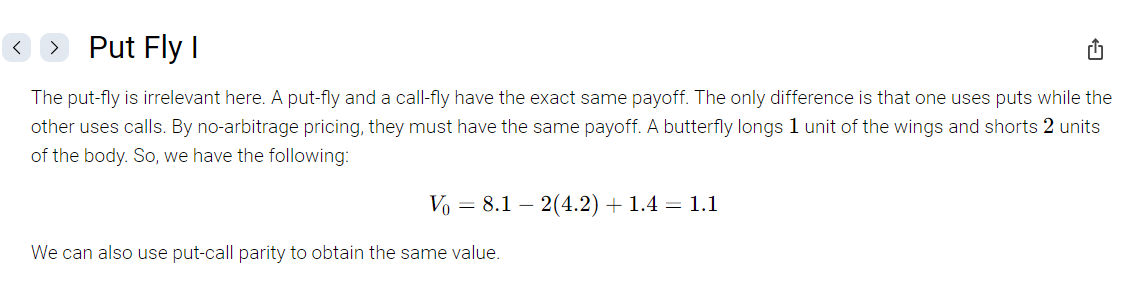 Put Fly I
The put-fly is irrelevant here. A put-fly and a call-fly have the exact same payoff. The only difference is that one uses puts while the
other uses calls. By no-arbitrage pricing, they must have the same payoff. A butterfly longs 1 unit of the wings and shorts 2 units
of the body. So, we have the following:
V₀ = 8.1 − 2(4.2) + 1.4 = 1.1
We can also use put-call parity to obtain the same value.